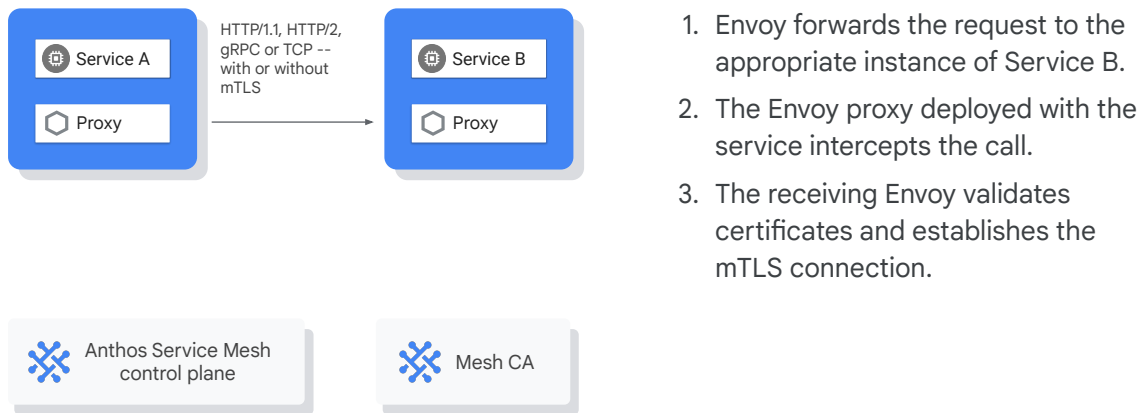 Service A
Proxy
HTTP/1.1, HTTP/2,
gRPC or TCP --
with or without
mTLS
Service B
Proxy
1. Envoy forwards the request to the
appropriate instance of Service B.
2. The Envoy proxy deployed with the
service intercepts the call.
3. The receiving Envoy validates
certificates and establishes the
mTLS connection.
Anthos Service Mesh
control plane
Mesh CA